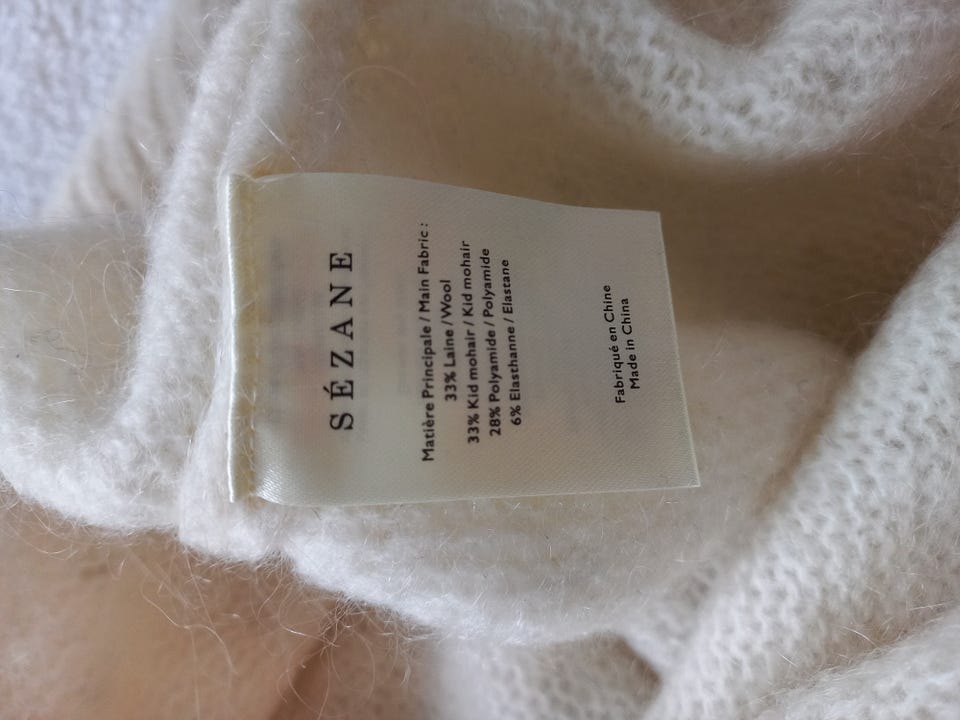 SÉZANE
Matière Principale / Main Fabric :
33% Laine / Wool
33% Kid mohair / Kid mohair
28% Polyamide / Polyamide
6% Elasthanne / Elastane
Fabriqué en Chine
Made in China